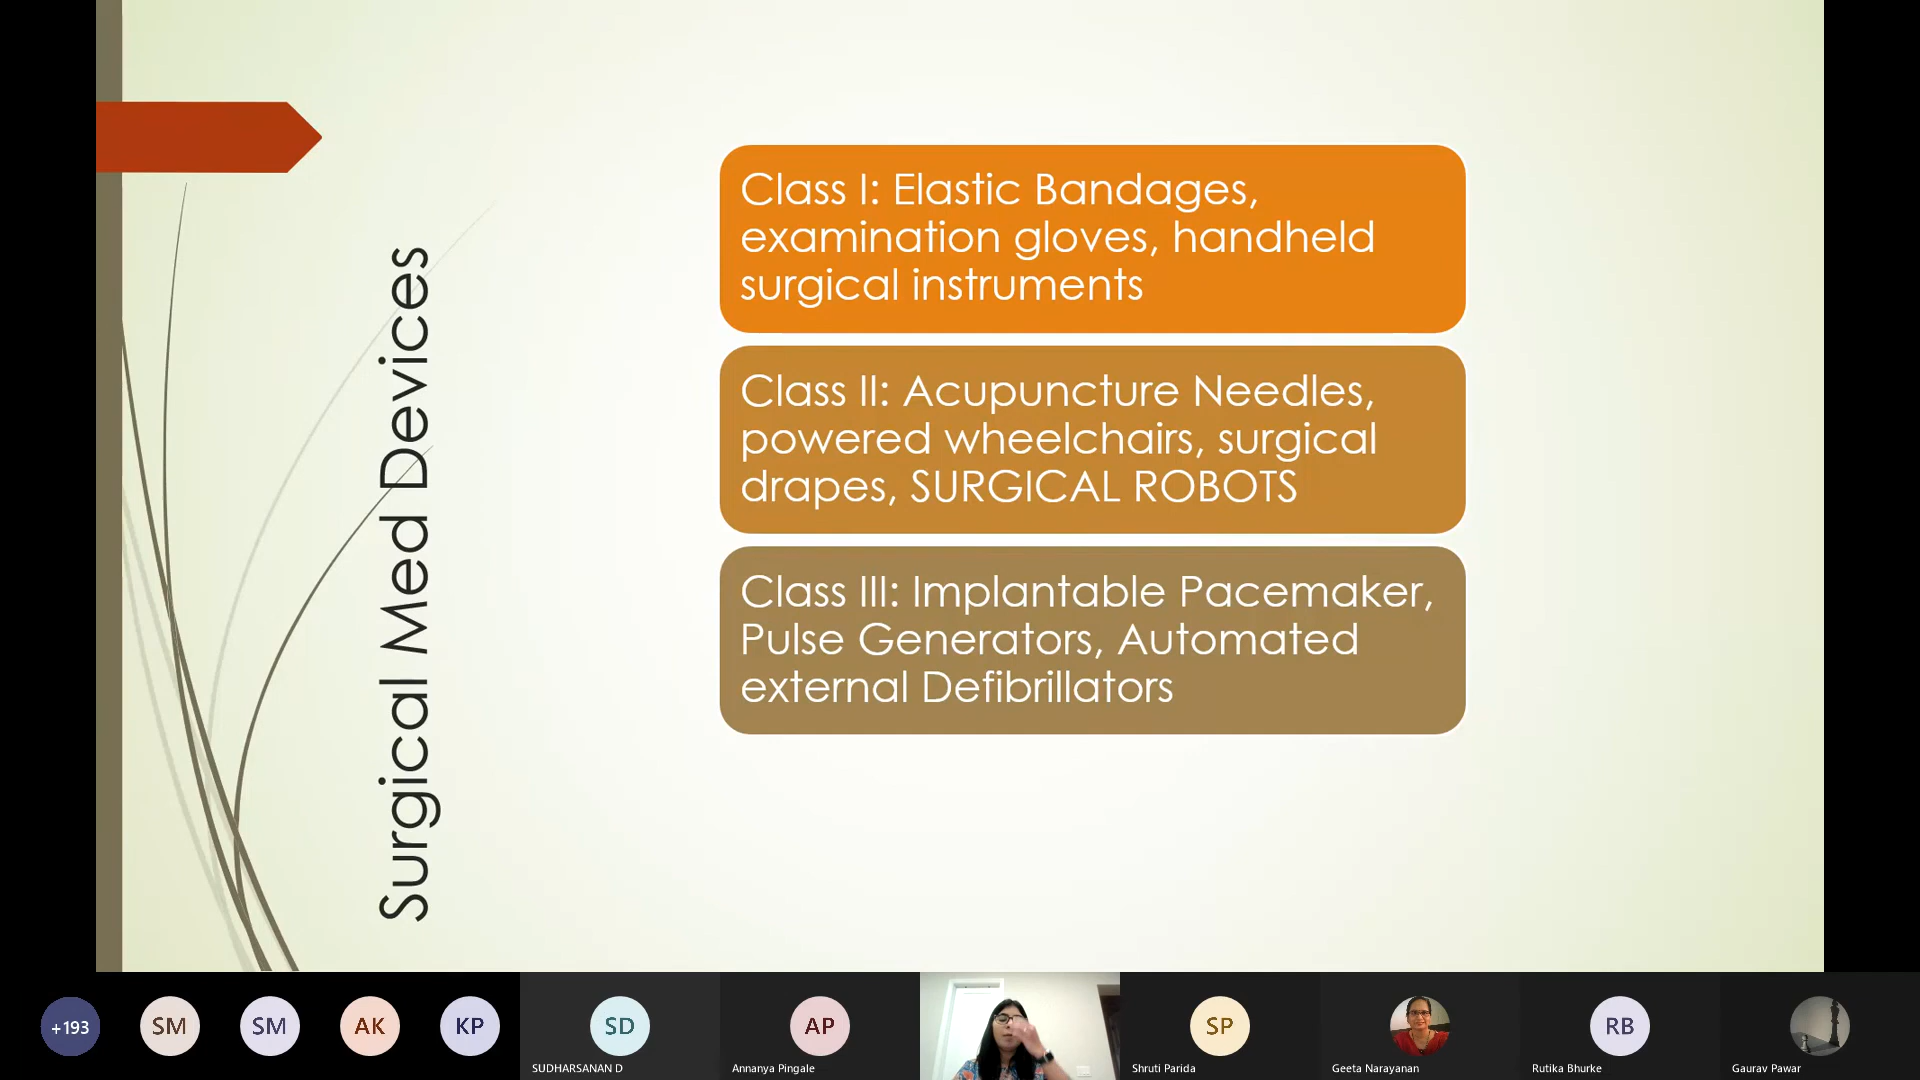 Surgical Med Devices
Class I: Elastic Bandages,
examination gloves, handheld
surgical instruments
Class II: Acupuncture Needles,
powered wheelchairs, surgical
drapes, SURGICAL ROBOTS
Class III: Implantable Pacemaker,
Pulse Generators, Automated
external Defibrillators
+193
SM
SM
AK
KP
SD
SUDHARSANAN D
AP
Annanya Pingale
SP
Shruti Parida
Geeta Narayanan
RB
Rutika Bhurke
Gaurav Pawar